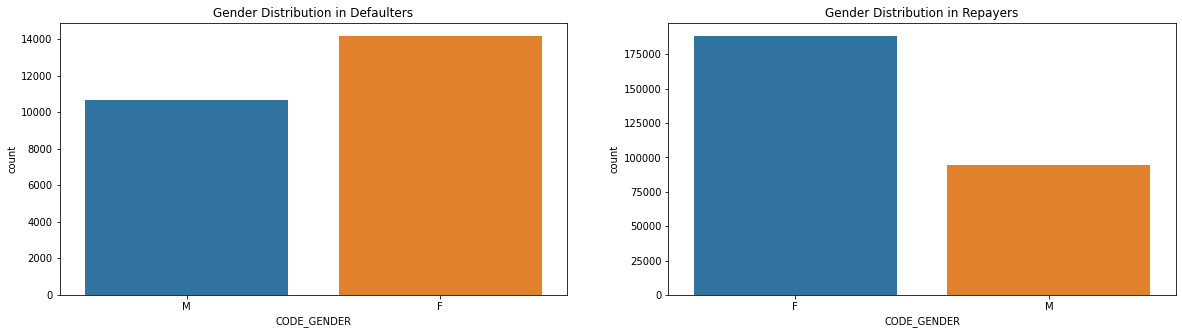 Gender Distribution in Defaulters
14000
12000
10000
8000
6000
4000
2000
0
count
M F
CODE_GENDER
Gender Distribution in Repayers
175000
150000
125000
100000
75000
50000
25000
0
count
F M
CODE_GENDER